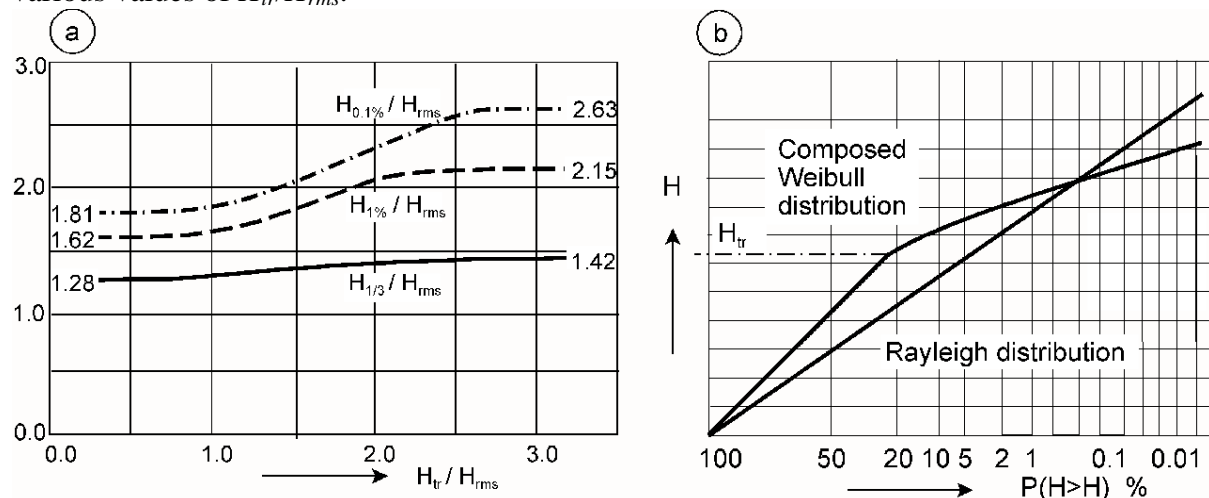 various values of Htr/Hrms.
a
3.0
2.0
1.0
0.0
H0.1% / Hrms
2.63
H1% / Hrms
2.15
1.81
1.62
1.28
H1/3 / Hrms
1.42
0.0 1.0 2.0 3.0
Htr / Hrms
b
H
Composed
Weibull
distribution
Htr
Rayleigh distribution
100 50 20 10 5 2 1 0.1 0.01
P(H>H) %